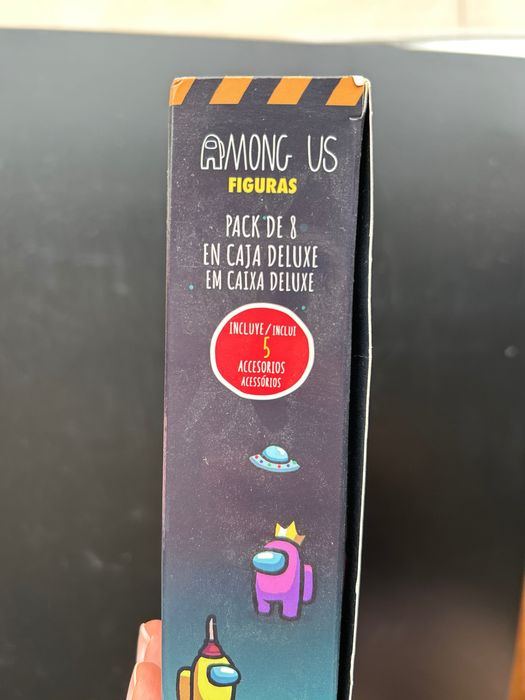 AMONG US
FIGURAS
PACK DE 8
EN CAJA DELUXE
EM CAIXA DELUXE
INCLUYE/INCLUI
5
ACCESORIOS
ACESSÓRIOS